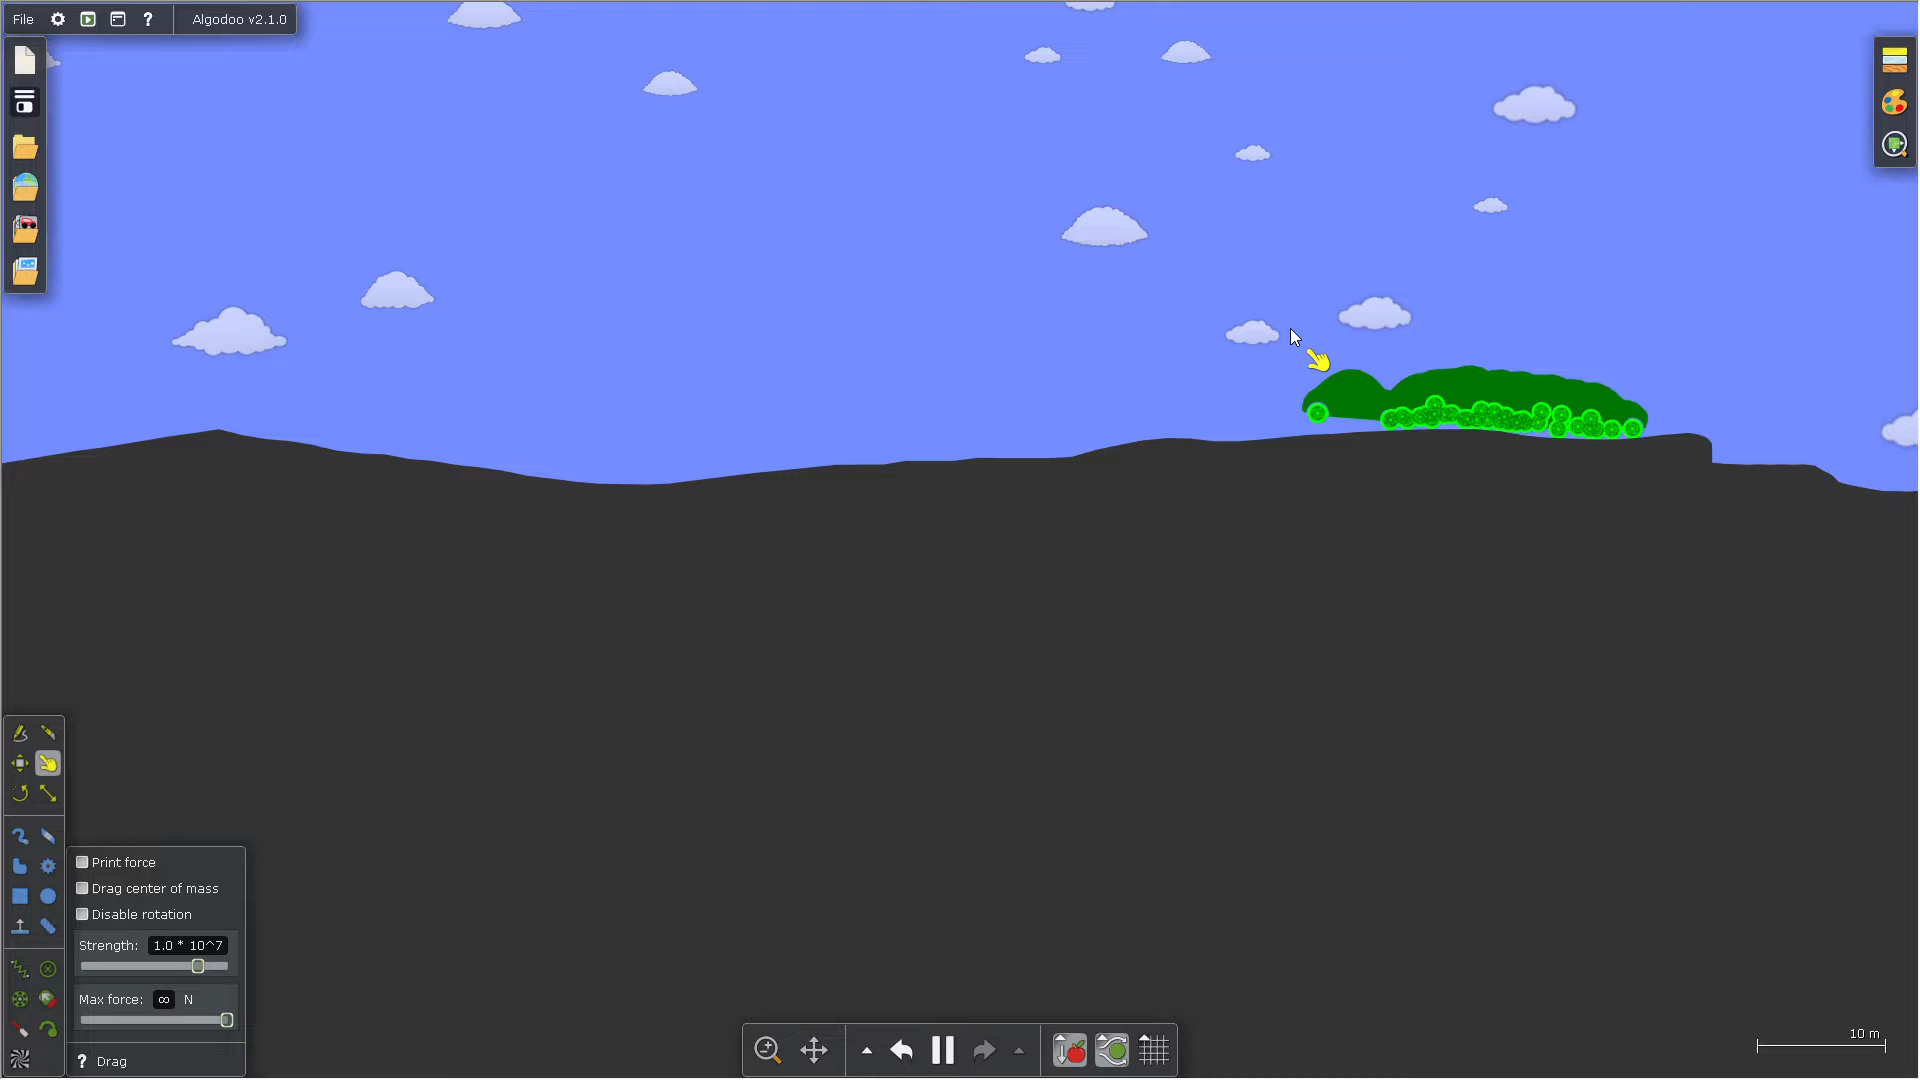 File ? Algodoo v2.1.0
Print force
Drag center of mass
Disable rotation
Strength: 1.0 * 10^7
Max force: ∞ N
? Drag
10 m